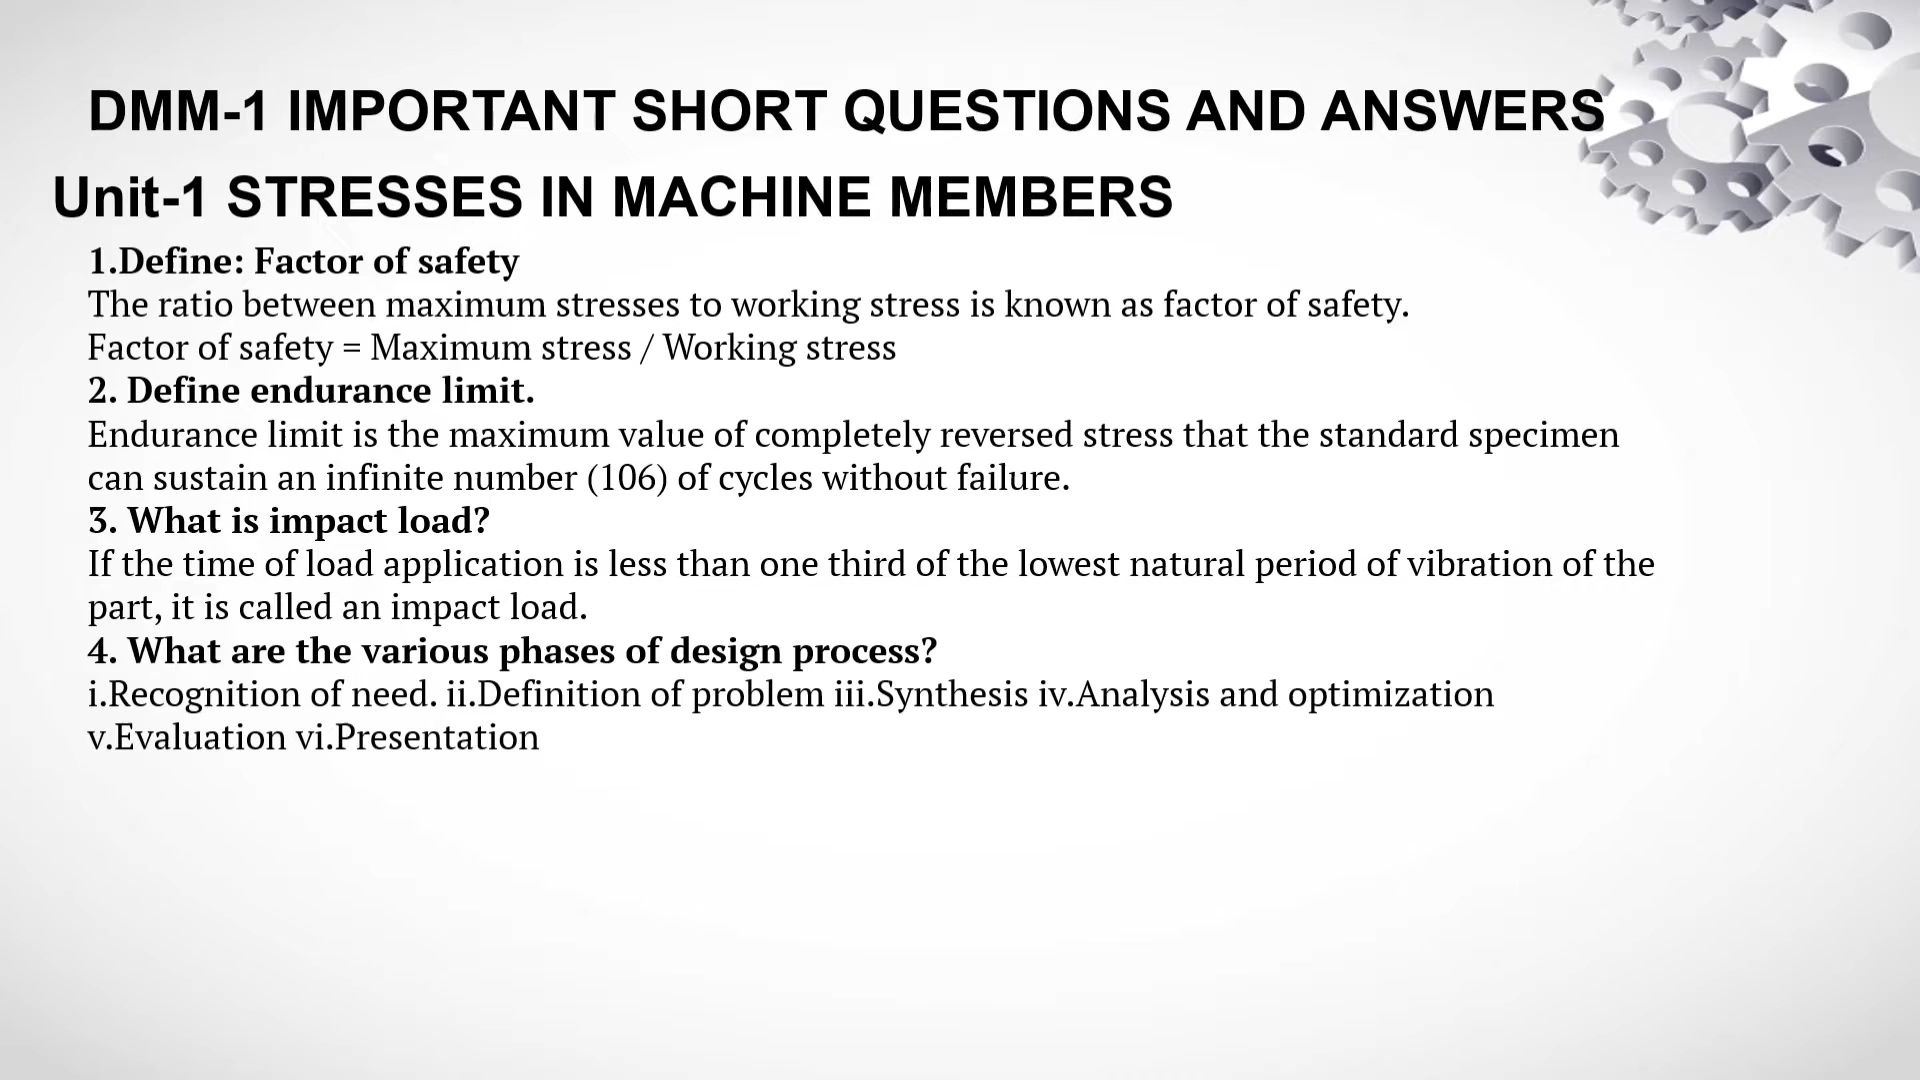 DMM-1 IMPORTANT SHORT QUESTIONS AND ANSWERS
Unit-1 STRESSES IN MACHINE MEMBERS
1.Define: Factor of safety
The ratio between maximum stresses to working stress is known as factor of safety.
Factor of safety = Maximum stress / Working stress
2. Define endurance limit.
Endurance limit is the maximum value of completely reversed stress that the standard specimen
can sustain an infinite number (106) of cycles without failure.
3. What is impact load?
If the time of load application is less than one third of the lowest natural period of vibration of the
part, it is called an impact load.
4. What are the various phases of design process?
i.Recognition of need. ii.Definition of problem iii.Synthesis iv.Analysis and optimization
v.Evaluation vi.Presentation